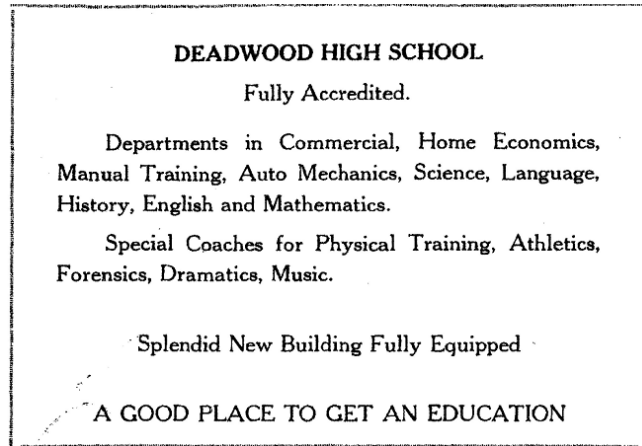 DEADWOOD HIGH SCHOOL
Fully Accredited.
Departments in Commercial, Home Economics,
Manual Training, Auto Mechanics, Science, Language,
History, English and Mathematics.
Special Coaches for Physical Training, Athletics,
Forensics, Dramatics, Music.
Splendid New Building Fully Equipped
A GOOD PLACE TO GET AN EDUCATION